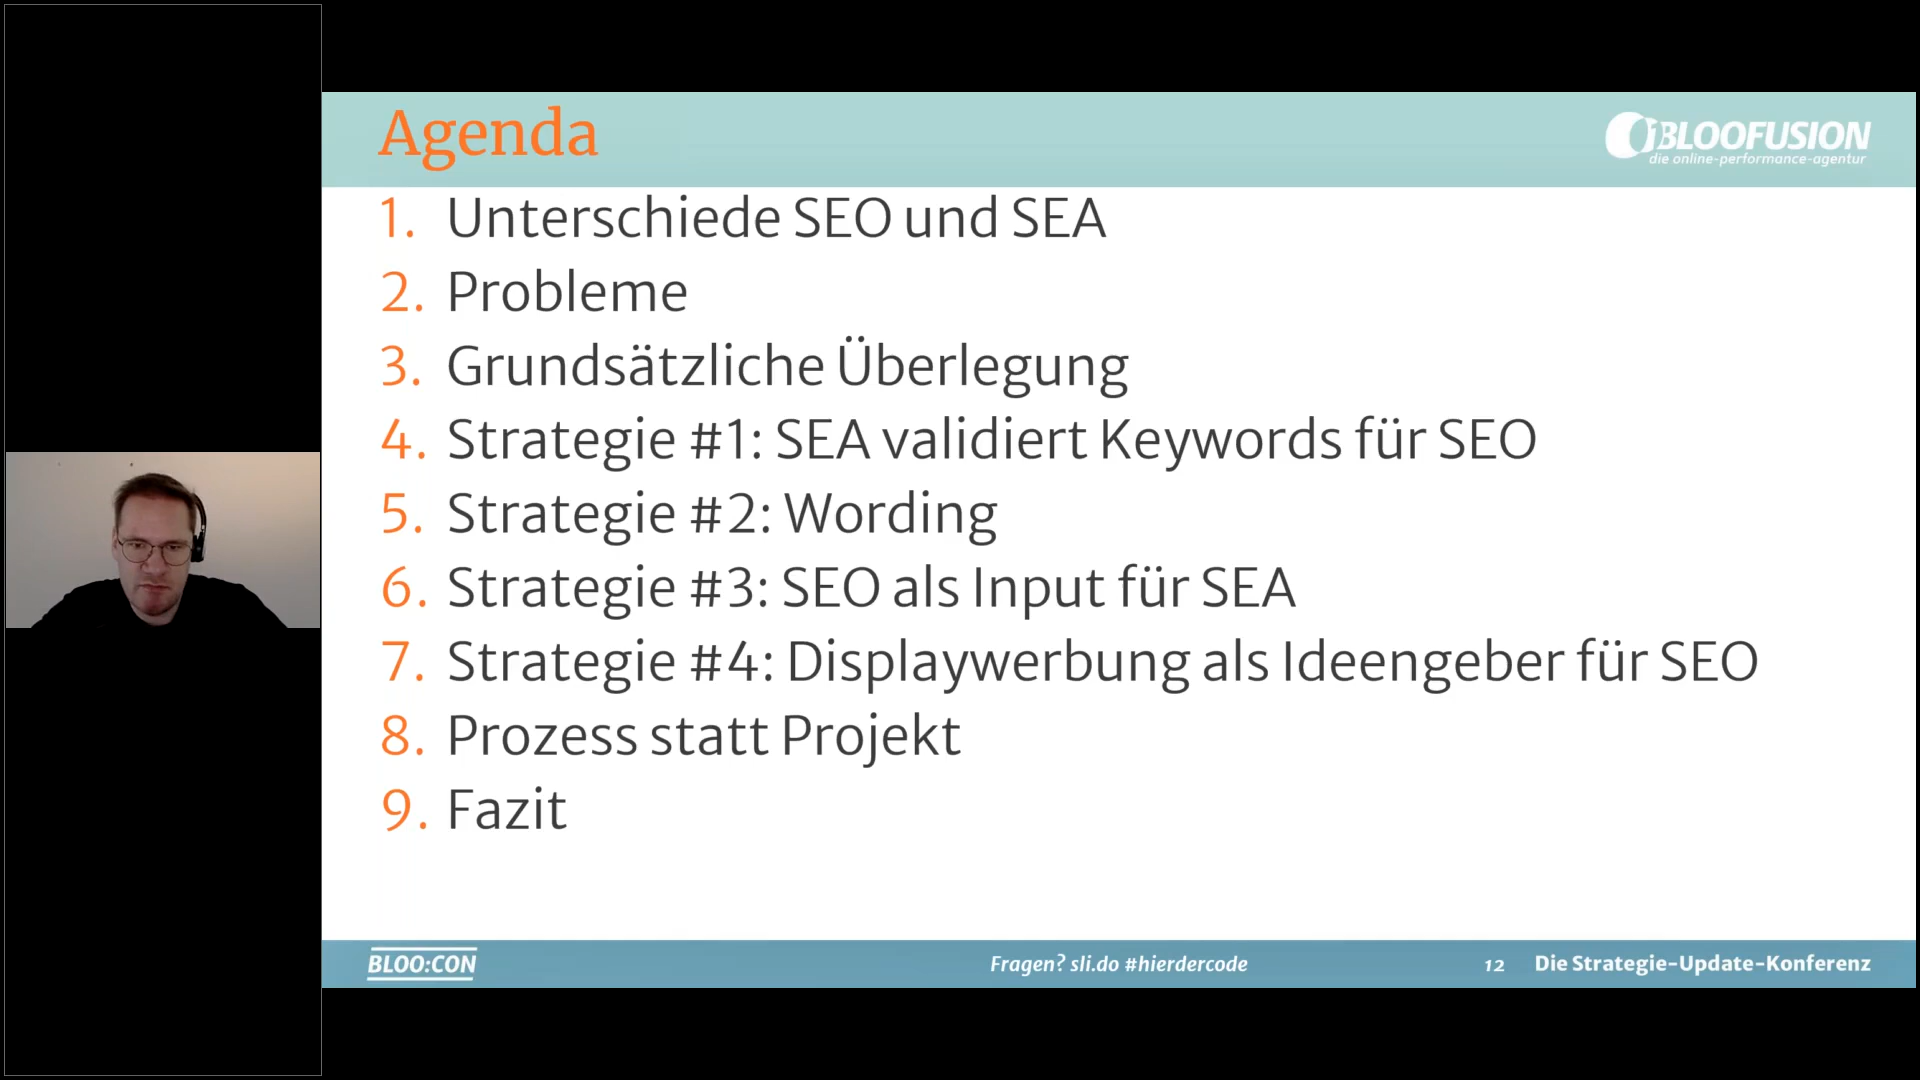 Agenda
BLOOFUSION
die online-performance-agentur
1. Unterschiede SEO und SEA
2. Probleme
3. Grundsätzliche Überlegung
4. Strategie #1: SEA validiert Keywords für SEO
5. Strategie #2: Wording
6. Strategie #3: SEO als Input für SEA
7. Strategie #4: Displaywerbung als Ideengeber für SEO
8. Prozess statt Projekt
9. Fazit
BLOO:CON
Fragen? sli.do #hierdercode
12
Die Strategie-Update-Konferenz